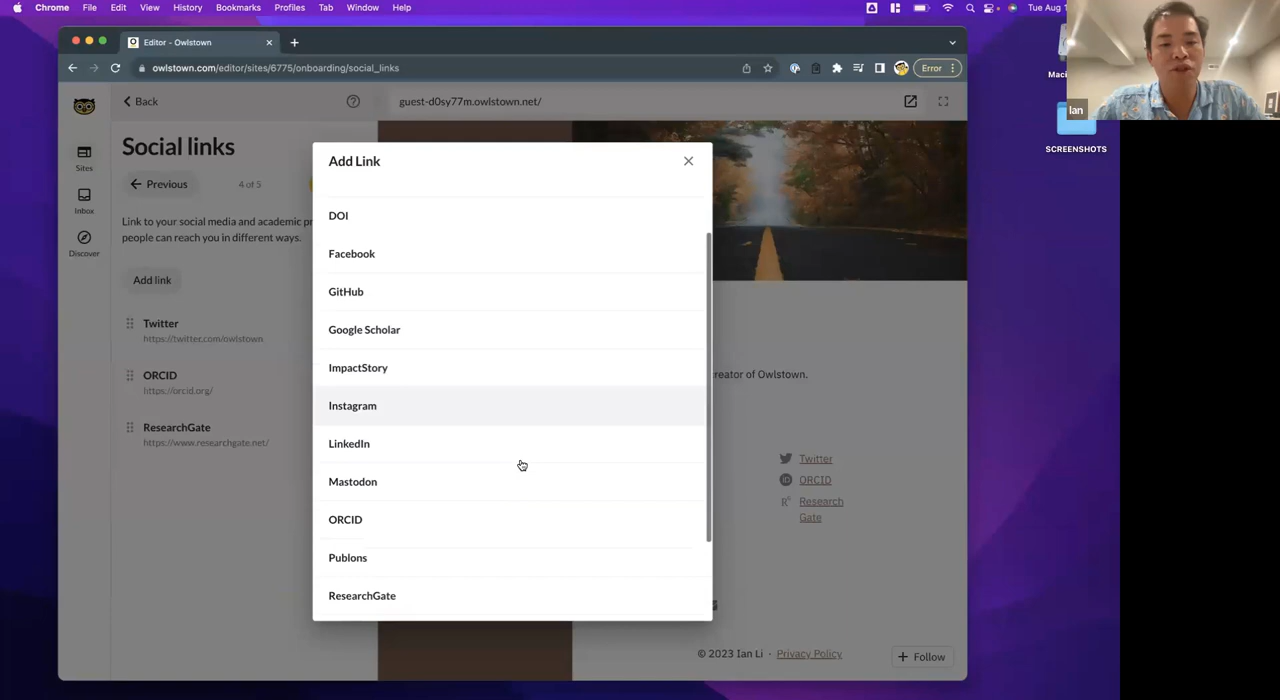 Chrome File Edit View History Bookmarks Profiles Tab Window Help
Tue Aug 1
Editor - Owlstown
owlstown.com/editor/sites/6775/onboarding/social_links
Error
Back
guest-d0sy77m.owlstown.net/
Sites
Inbox
Discover
Social links
Previous
4 of 5
Link to your social media and academic pr
people can reach you in different ways.
Add link
Twitter
https://twitter.com/owlstown
ORCID
https://orcid.org/
ResearchGate
https://www.researchgate.net/
Add Link
DOI
Facebook
GitHub
Google Scholar
ImpactStory
Instagram
LinkedIn
Mastodon
ORCID
Publons
ResearchGate
reator of Owlstown.
Twitter
ORCID
Research
Gate
© 2023 Ian Li · Privacy Policy
+ Follow
Ian
Maci
SCREENSHOTS